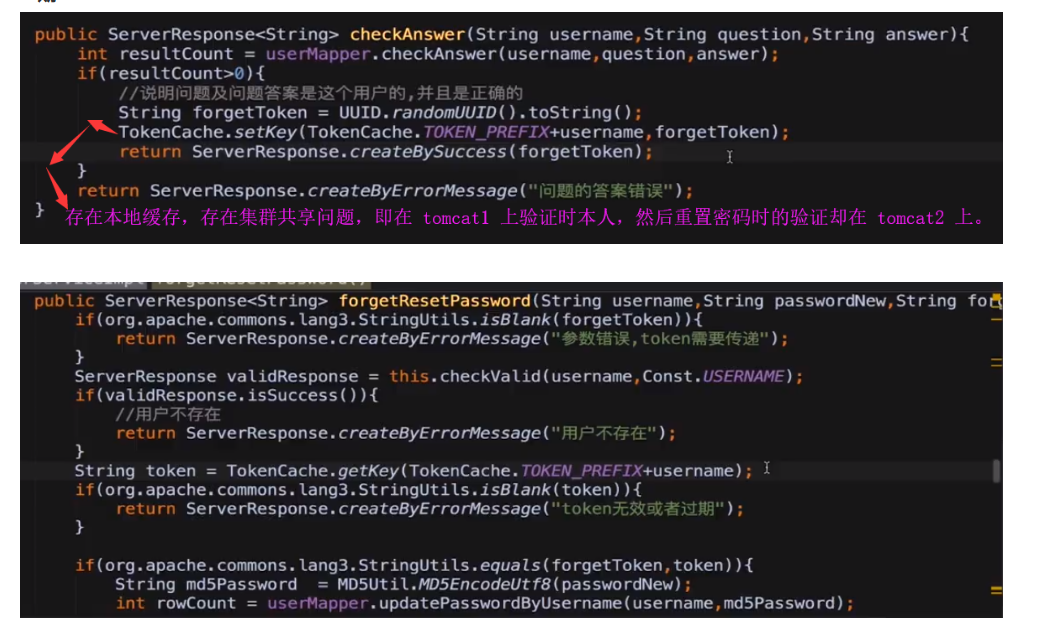 public ServerResponse<String> checkAnswer(String username,String question,String answer){
int resultCount = userMapper.checkAnswer(username,question,answer);
if(resultCount>0){
//说明问题及问题答案是这个用户的,并且是正确的
String forgetToken = UUID.randomUUID().toString();
TokenCache.setKey(TokenCache.TOKEN_PREFIX+username,forgetToken);
return ServerResponse.createBySuccess(forgetToken);
}
return ServerResponse.createByErrorMessage("问题的答案错误");
}
存在本地缓存，存在集群共享问题，即在 tomcat1 上验证时本人，然后重置密码时的验证却在 tomcat2 上。
public ServerResponse<String> forgetResetPassword(String username,String passwordNew,String for
if(org.apache.commons.lang3.StringUtils.isBlank(forgetToken)){
return ServerResponse.createByErrorMessage("参数错误,token需要传递");
}
ServerResponse validResponse = this.checkValid(username,Const.USERNAME);
if(validResponse.isSuccess()){
//用户不存在
return ServerResponse.createByErrorMessage("用户不存在");
}
String token = TokenCache.getKey(TokenCache.TOKEN_PREFIX+username);
if(org.apache.commons.lang3.StringUtils.isBlank(token)){
return ServerResponse.createByErrorMessage("token无效或者过期");
}
if(org.apache.commons.lang3.StringUtils.equals(forgetToken,token)){
String md5Password  = MD5Util.MD5EncodeUtf8(passwordNew);
int rowCount = userMapper.updatePasswordByUsername(username,md5Password);